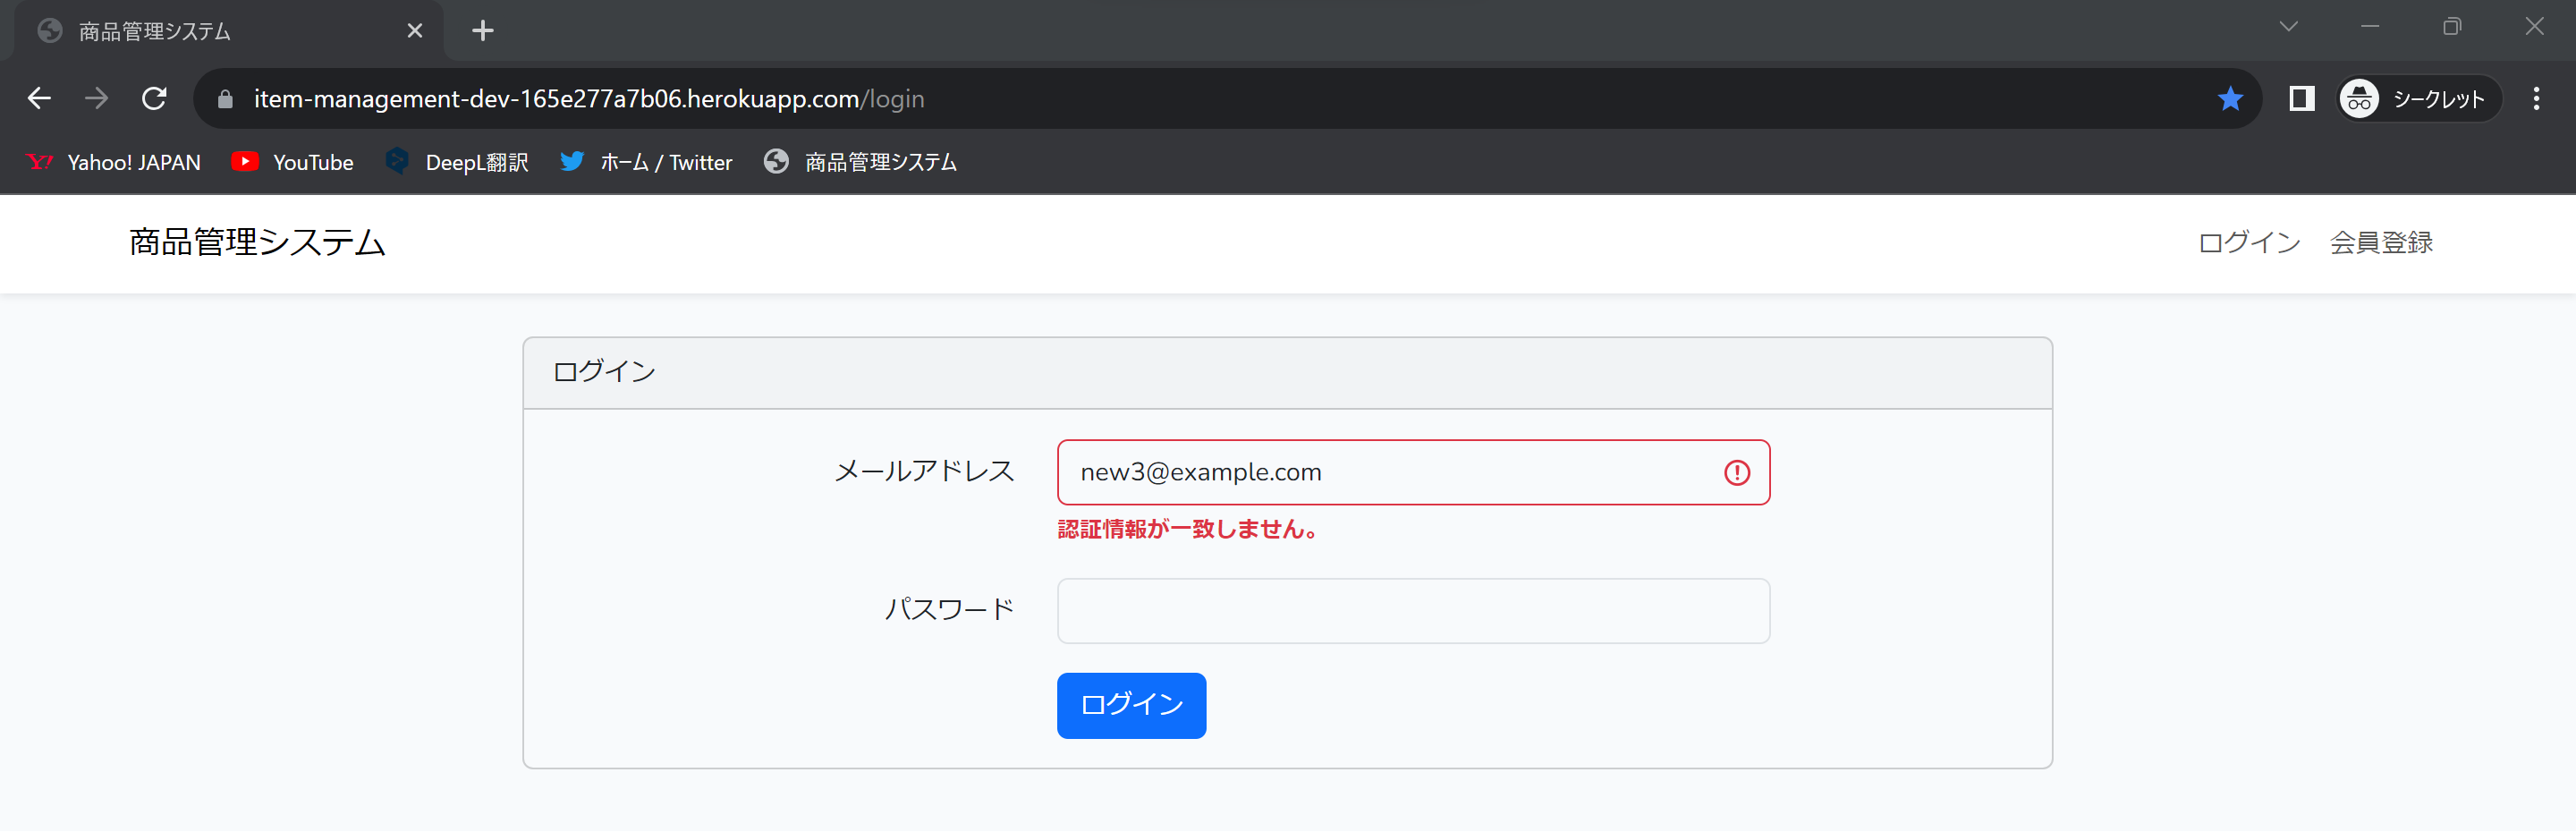 商品管理システム
item-management-dev-165e277a7b06.herokuapp.com/login
シークレット
Yahoo! JAPAN YouTube DeepL翻訳 ホーム / Twitter 商品管理システム
商品管理システム ログイン 会員登録
ログイン
メールアドレス new3@example.com
認証情報が一致しません。
パスワード
ログイン